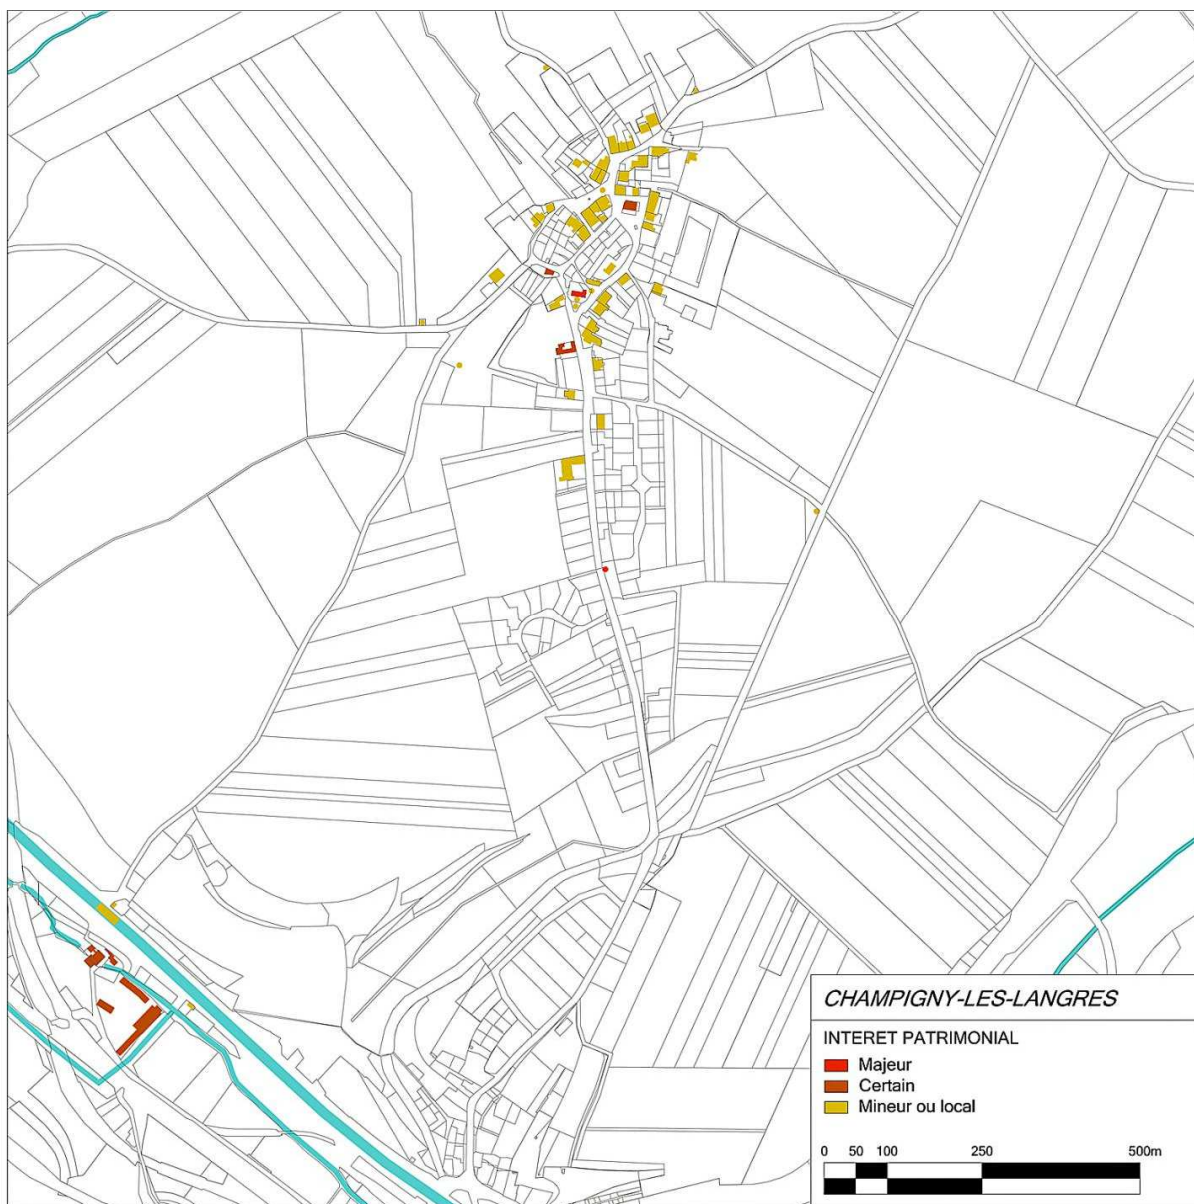 CHAMPIGNY-LES-LANGRES
INTERET PATRIMONIAL
Majeur
Certain
Mineur ou local
0 50 100 250 500m